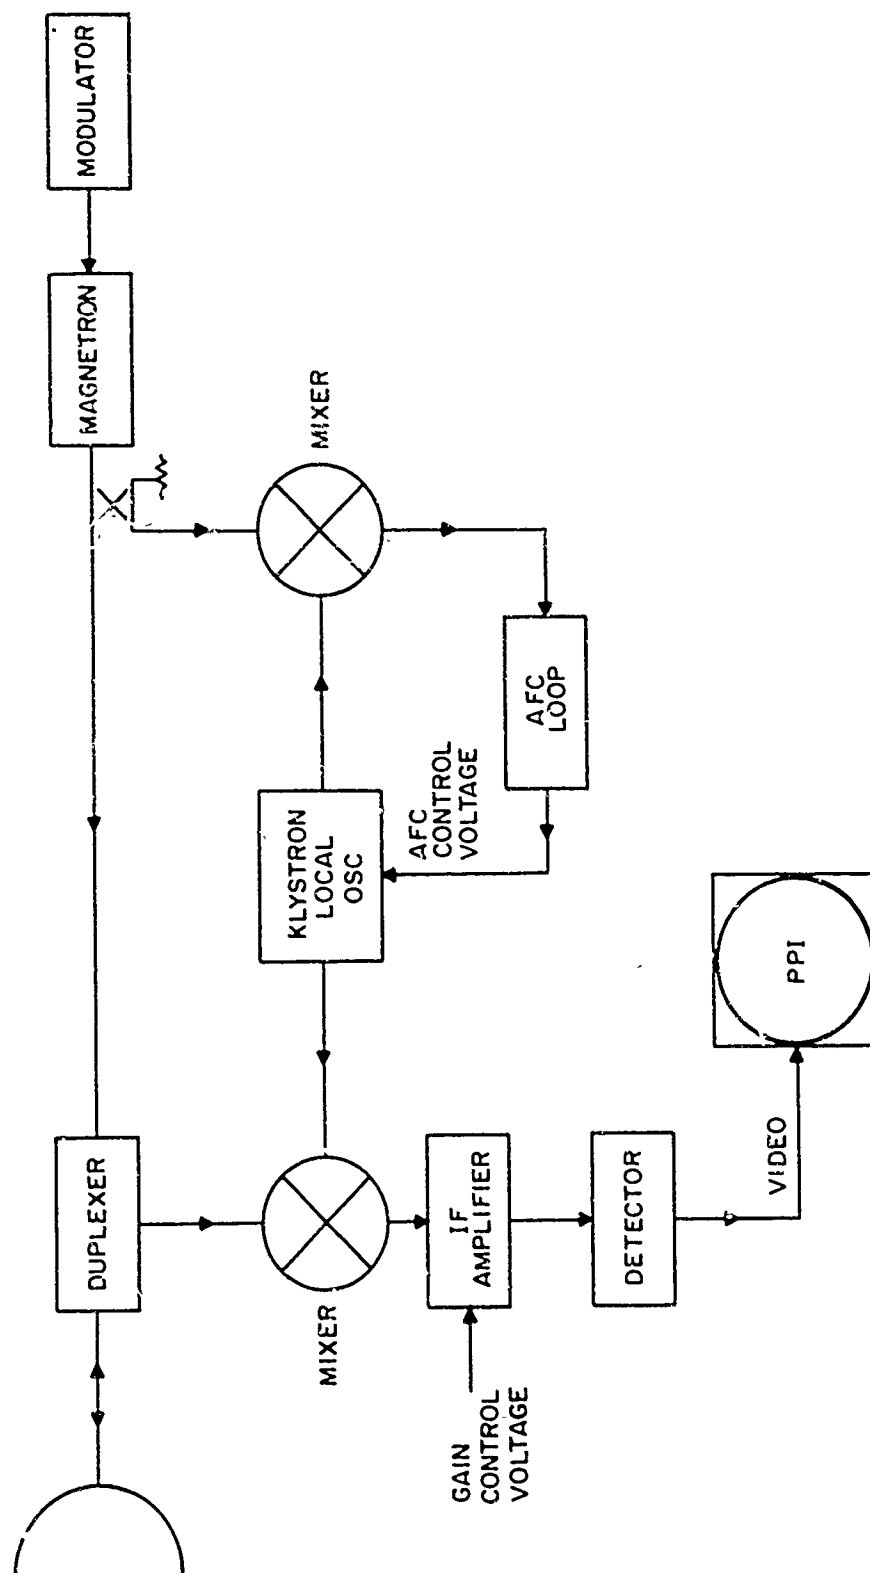 DUPLEXER
MAGNETRON
MODULATOR
MIXER
KLYSTRON
LOCAL
OSC
MIXER
GAIN
CONTROL
VOLTAGE
IF
AMPLIFIER
AFC
CONTROL
VOLTAGE
AFC
LOOP
DETECTOR
VIDEO
PPI